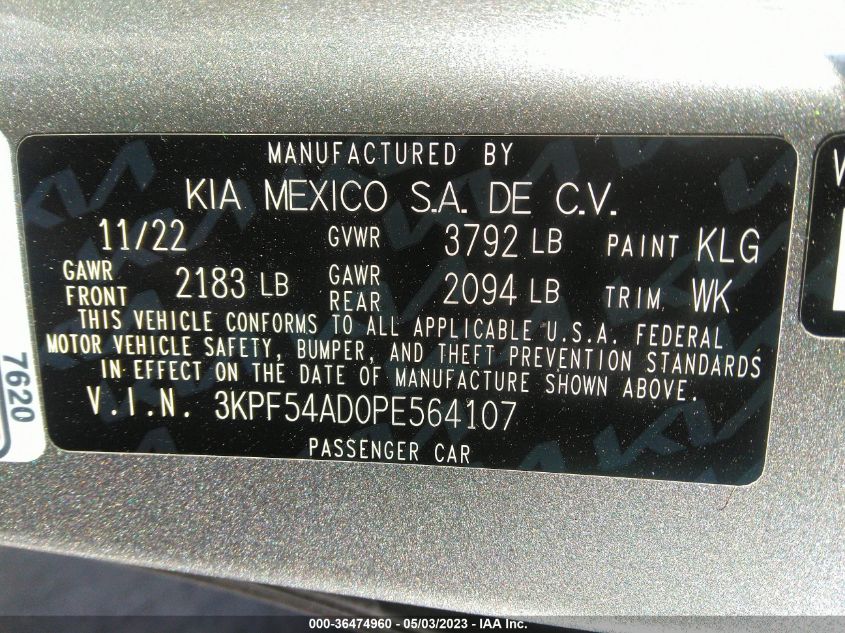 MANUFACTURED BY
KIA MEXICO S.A. DE C.V.
11/22 GVWR 3792 LB PAINT KLG
GAWR FRONT 2183 LB GAWR REAR 2094 LB TRIM WK
THIS VEHICLE CONFORMS TO ALL APPLICABLE U.S.A. FEDERAL
MOTOR VEHICLE SAFETY, BUMPER, AND THEFT PREVENTION STANDARDS
IN EFFECT ON THE DATE OF MANUFACTURE SHOWN ABOVE.
V.I.N. 3KPF54AD0PE564107
PASSENGER CAR
7620
000-36474960 - 05/03/2023 - IAA Inc.